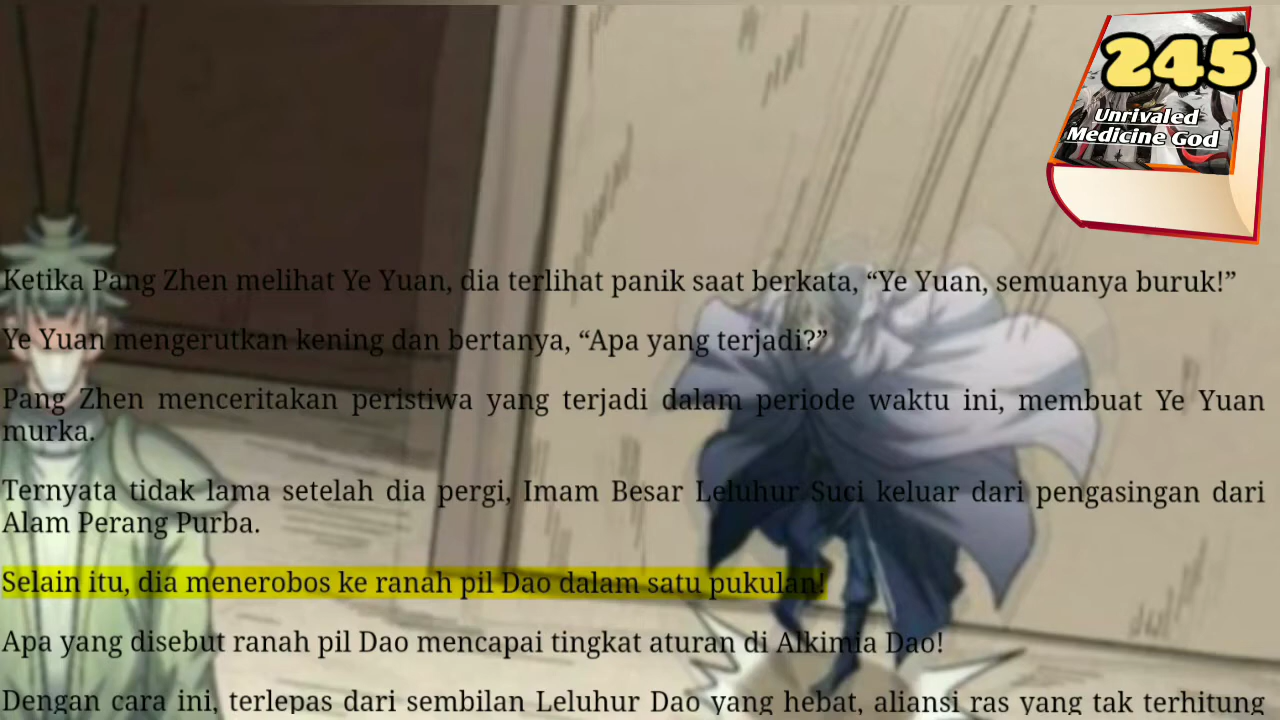 245
Unrivaled
Medicine God
Ketika Pang Zhen melihat Ye Yuan, dia terlihat panik saat berkata, “Ye Yuan, semuanya buruk!”
Ye Yuan mengerutkan kening dan bertanya, “Apa yang terjadi?”
Pang Zhen menceritakan peristiwa yang terjadi dalam periode waktu ini, membuat Ye Yuan
murka.
Ternyata tidak lama setelah dia pergi, Imam Besar Leluhur Suci keluar dari pengasingan dari
Alam Perang Purba.
Selain itu, dia menerobos ke ranah pil Dao dalam satu pukulan!
Apa yang disebut ranah pil Dao mencapai tingkat aturan di Alkimia Dao!
Dengan cara ini, terlepas dari sembilan Leluhur Dao yang hebat, aliansi ras yang tak terhitung